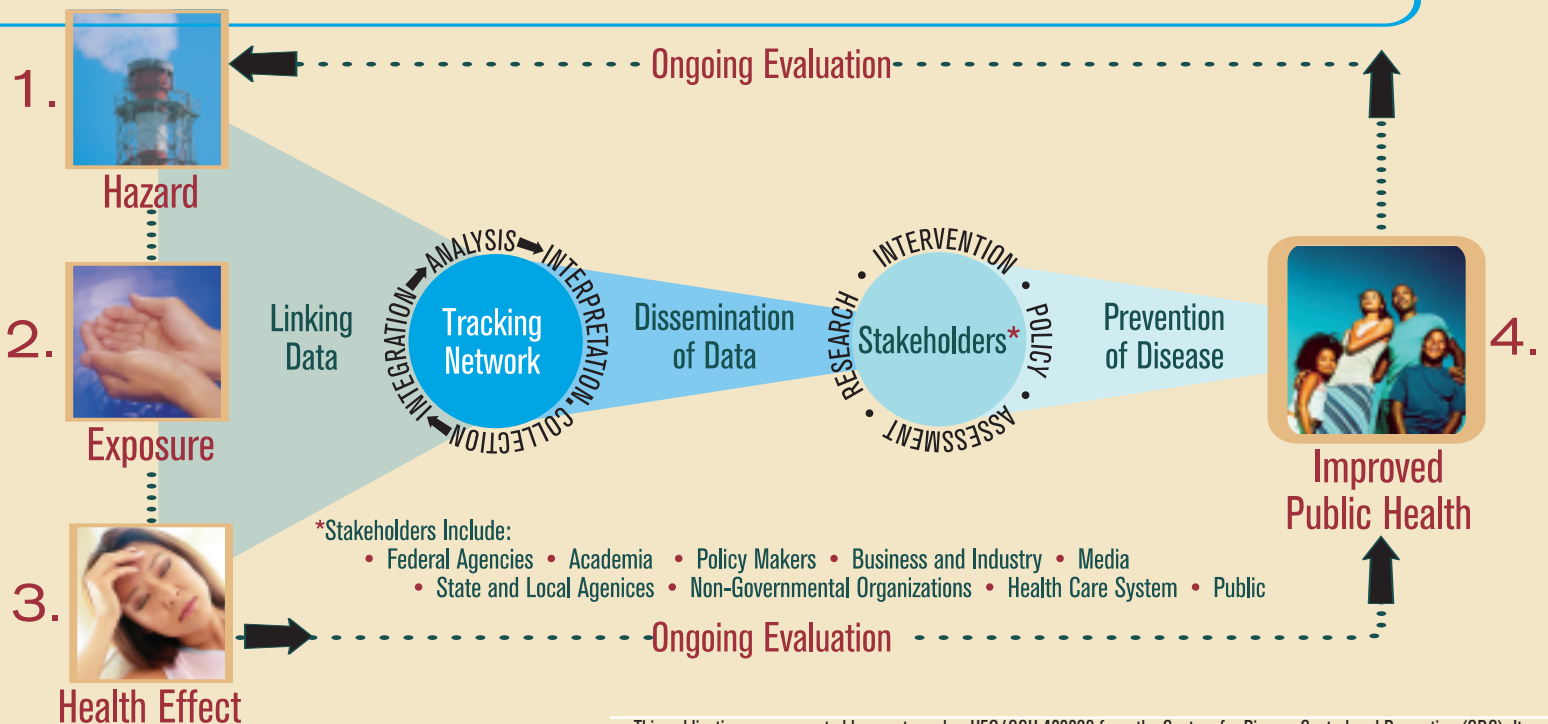 Ongoing Evaluation
1.
Hazard
2.
Exposure
3.
Health Effect
Linking
Data
COLLECTION
INTEGRATION
ANALYSIS
INTERPRETATION
Tracking
Network
Dissemination
of Data
RESEARCH •
INTERVENTION •
POLICY •
ASSESSMENT •
Stakeholders*
Prevention
of Disease
4.
Improved
Public Health
*Stakeholders Include:
• Federal Agencies • Academia • Policy Makers • Business and Industry • Media
• State and Local Agenices • Non-Governmental Organizations • Health Care System • Public
Ongoing Evaluation